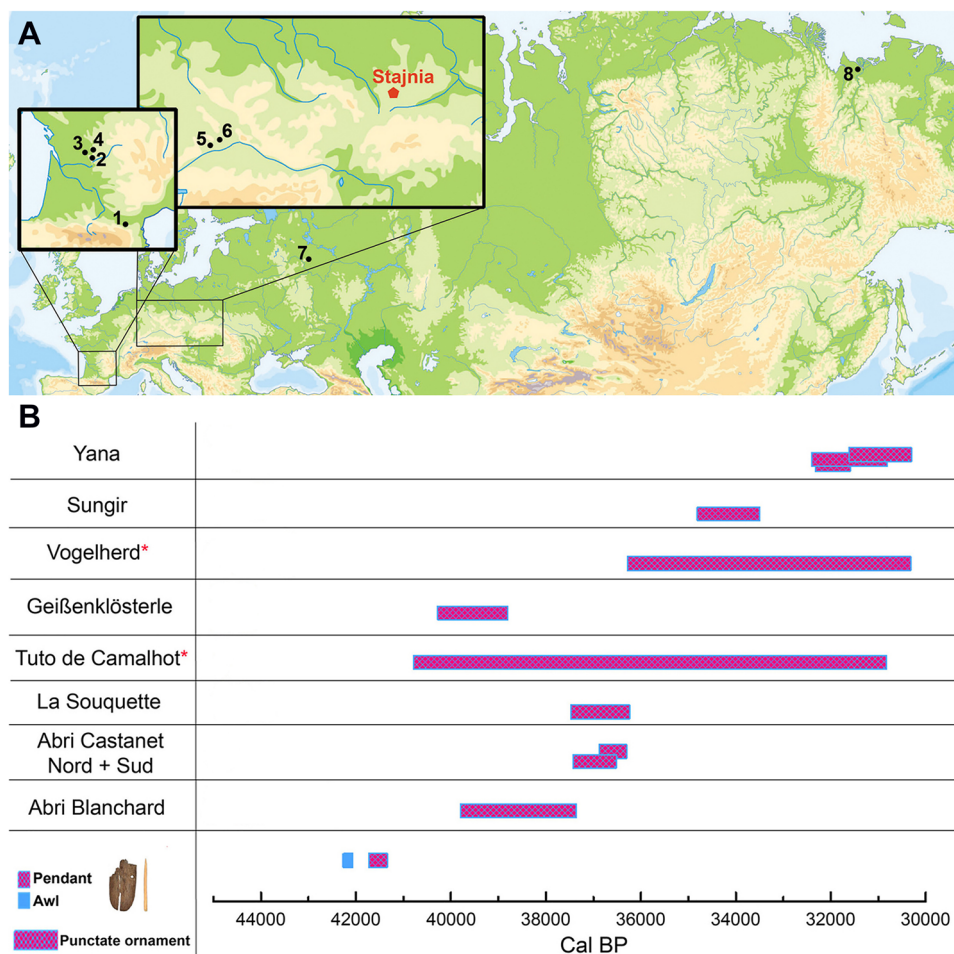 A
Stajnia
8
5
6
3
4
2
1
7
B
Yana
Sungir
Vogelherd*
Geißenklösterle
Tuto de Camalhot*
La Souquette
Abri Castanet
Nord + Sud
Abri Blanchard
Pendant
Awl
Punctate ornament
44000 42000 40000 38000 36000 34000 32000 30000
Cal BP